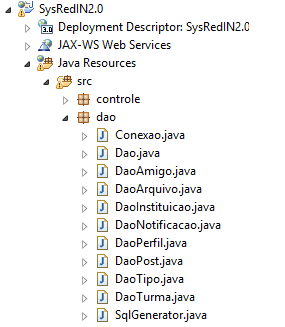 SysRedIN2.0
Deployment Descriptor: SysRedIN2.0
JAX-WS Web Services
Java Resources
src
controle
dao
Conexao.java
Dao.java
DaoAmigo.java
DaoArquivo.java
DaoInstituicao.java
DaoNotificacao.java
DaoPerfil.java
DaoPost.java
DaoTipo.java
DaoTurma.java
SqlGenerator.java